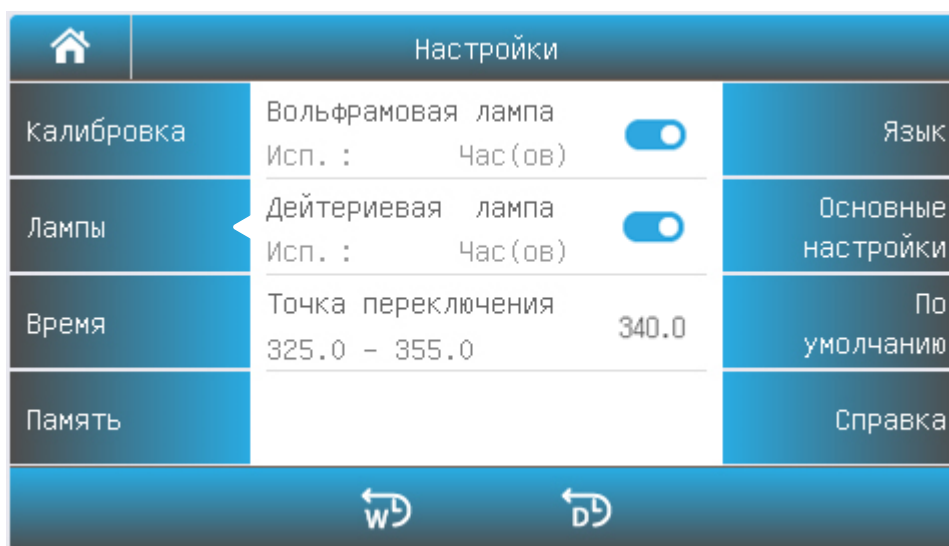 Настройки
Калибровка
Лампы
Время
Память
Вольфрамовая лампа
Исп.: Час(ов)
Дейтериевая лампа
Исп.: Час(ов)
Точка переключения
325.0 - 355.0
340.0
Язык
Основные
настройки
По
умолчанию
Справка
W
D